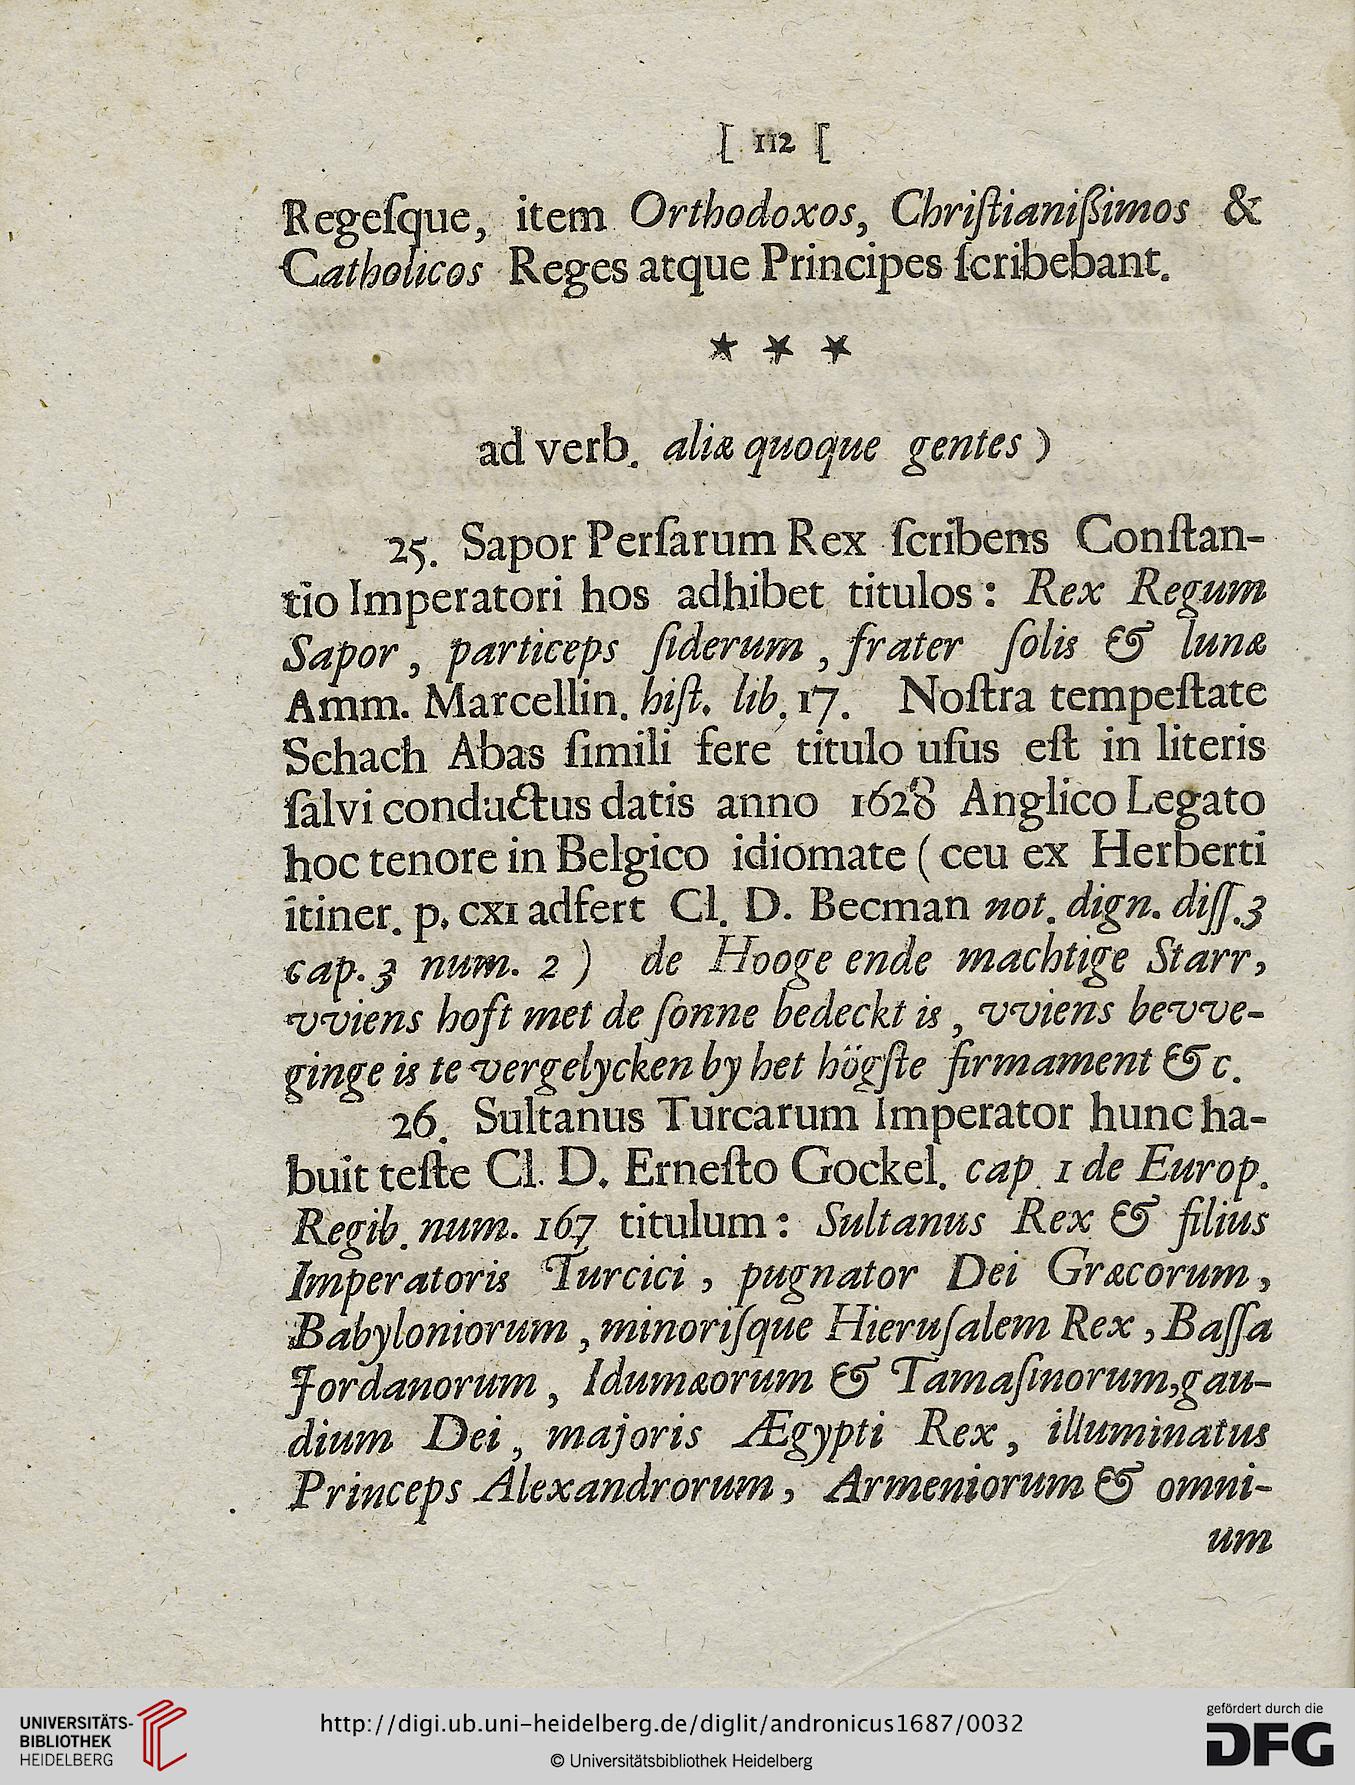 [ 112 [
Regeſque, item Orthodoxos, Chriſtianiſſimos &
Catholicos Reges atque Principes ſcribebant.
* * *
ad verb. aliæ quoque gentes )
25. Sapor Perſarum Rex ſcribens Conſtan-
tio Imperatori hos adhibet titulos: Rex Regum
Sapor, particeps ſiderum, frater ſolis & lunæ
Amm. Marcellin. hiſt. lib. 17. Noſtra tempeſtate
Schach Abas ſimili fere titulo uſus eſt in literis
ſalvi conductus datis anno 1628 Anglico Legato
hoc tenore in Belgico idiomate ( ceu ex Herberti
itiner. p. cxi adfert Cl. D. Becman not. dign. diſſ. 3
cap. 3 num. 2 ) de Hooge ende machtige Starr,
vviens hoft met de ſonne bedeckt is, vviens bevve-
ginge is te vergelycken by het högſte firmament &c.
26. Sultanus Turcarum Imperator hunc ha-
buit teſte Cl. D. Erneſto Gockel. cap. 1 de Europ.
Regib. num. 167 titulum: Sultanus Rex & filius
Imperatoris Turcici, pugnator Dei Græcorum,
Babyloniorum, minoriſque Hieruſalem Rex, Baſſa
Jordanorum, Idumæorum & Tamaſinorum, gau-
dium Dei, majoris Ægypti Rex, illuminatus
Princeps Alexandrorum, Armeniorum & omni-
um
UNIVERSITÄTS-
BIBLIOTHEK
HEIDELBERG
http://digi.ub.uni-heidelberg.de/diglit/andronicus1687/0032
© Universitätsbibliothek Heidelberg
gefördert durch die
DFG